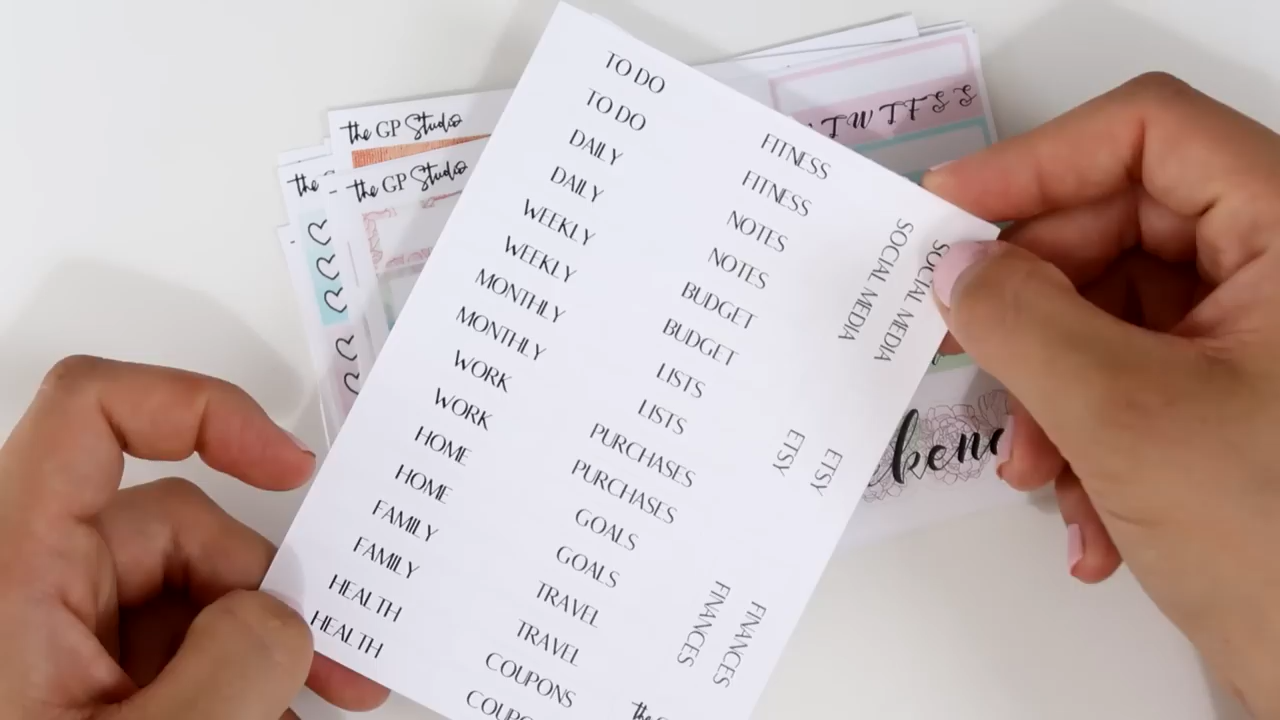 TO DO
TO DO
DAILY
DAILY
WEEKLY
WEEKLY
MONTHLY
MONTHLY
WORK
WORK
HOME
HOME
FAMILY
FAMILY
HEALTH
HEALTH
FITNESS
FITNESS
NOTES
NOTES
BUDGET
BUDGET
LISTS
LISTS
PURCHASES
PURCHASES
GOALS
GOALS
TRAVEL
TRAVEL
COUPONS
SOCIAL MEDIA
SOCIAL MEDIA
ETSY
ETSY
FINANCES
FINANCES
the
the GP Studio
the
the GP Studio
T W T F S S